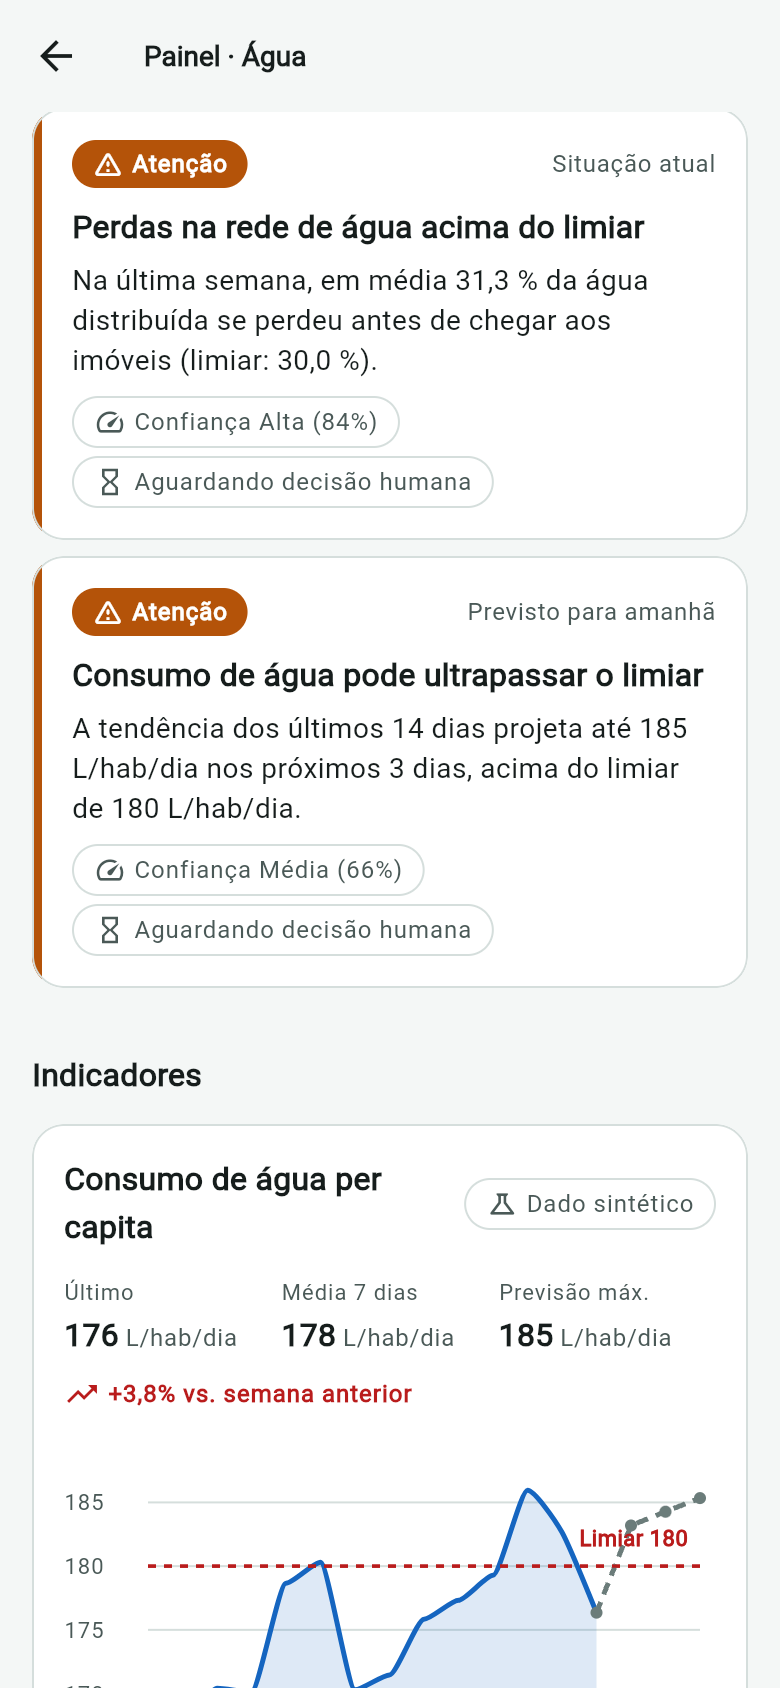 Painel · Água
Atenção
Situação atual
Perdas na rede de água acima do limiar
Na última semana, em média 31,3 % da água
distribuída se perdeu antes de chegar aos
imóveis (limiar: 30,0 %).
Confiança Alta (84%)
Aguardando decisão humana
Atenção
Previsto para amanhã
Consumo de água pode ultrapassar o limiar
A tendência dos últimos 14 dias projeta até 185
L/hab/dia nos próximos 3 dias, acima do limiar
de 180 L/hab/dia.
Confiança Média (66%)
Aguardando decisão humana
Indicadores
Consumo de água per
capita
Dado sintético
Último
Média 7 dias
Previsão máx.
176 L/hab/dia
178 L/hab/dia
185 L/hab/dia
+3,8% vs. semana anterior
185
Limiar 180
180
175